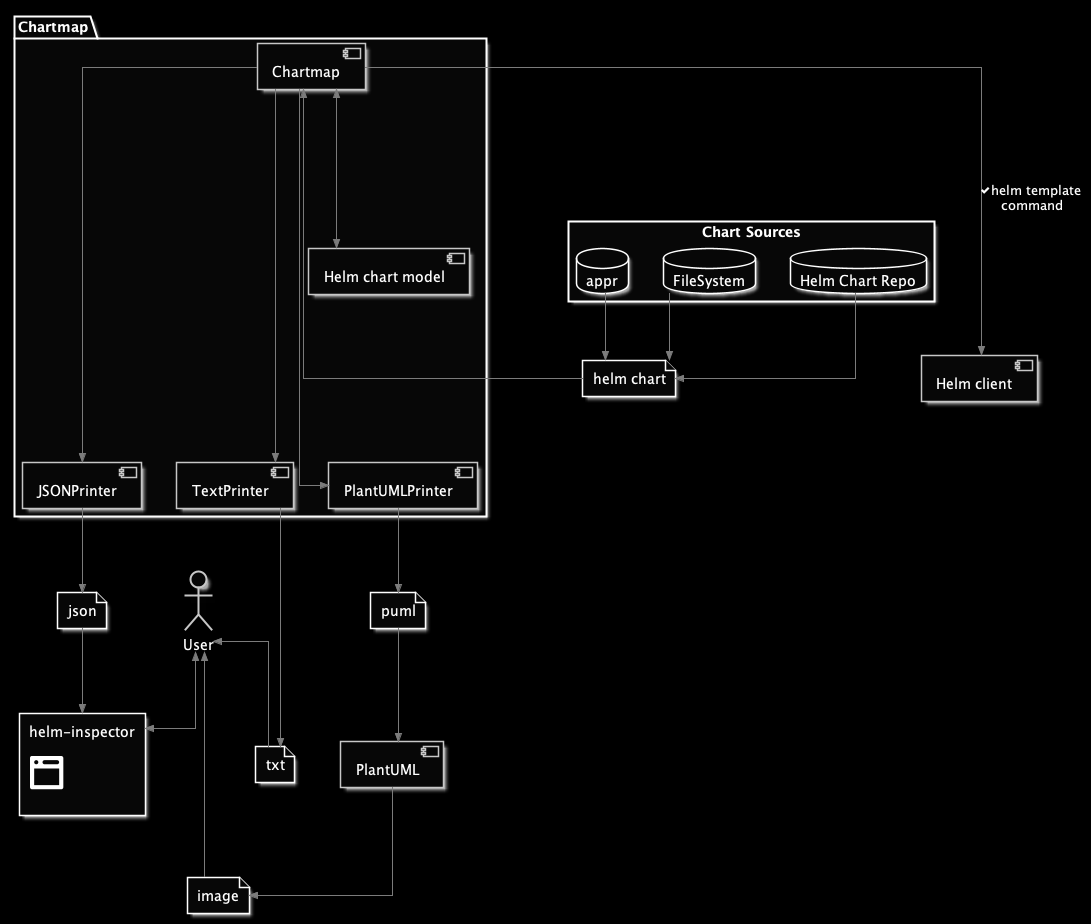 Chartmap
Chartmap
helm template
command
Chart Sources
appr
FileSystem
Helm Chart Repo
Helm chart model
helm chart
Helm client
JSONPrinter
TextPrinter
PlantUMLPrinter
json
puml
User
helm-inspector
txt
PlantUML
image